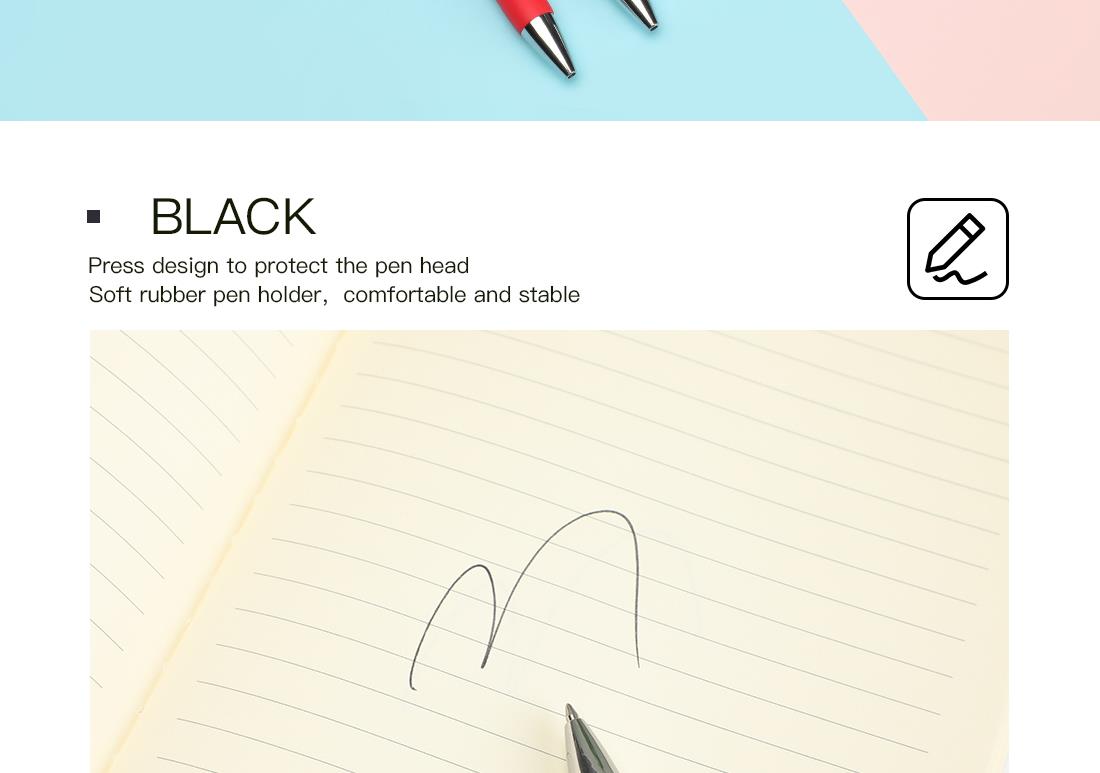 BLACK
Press design to protect the pen head
Soft rubber pen holder，comfortable and stable
m